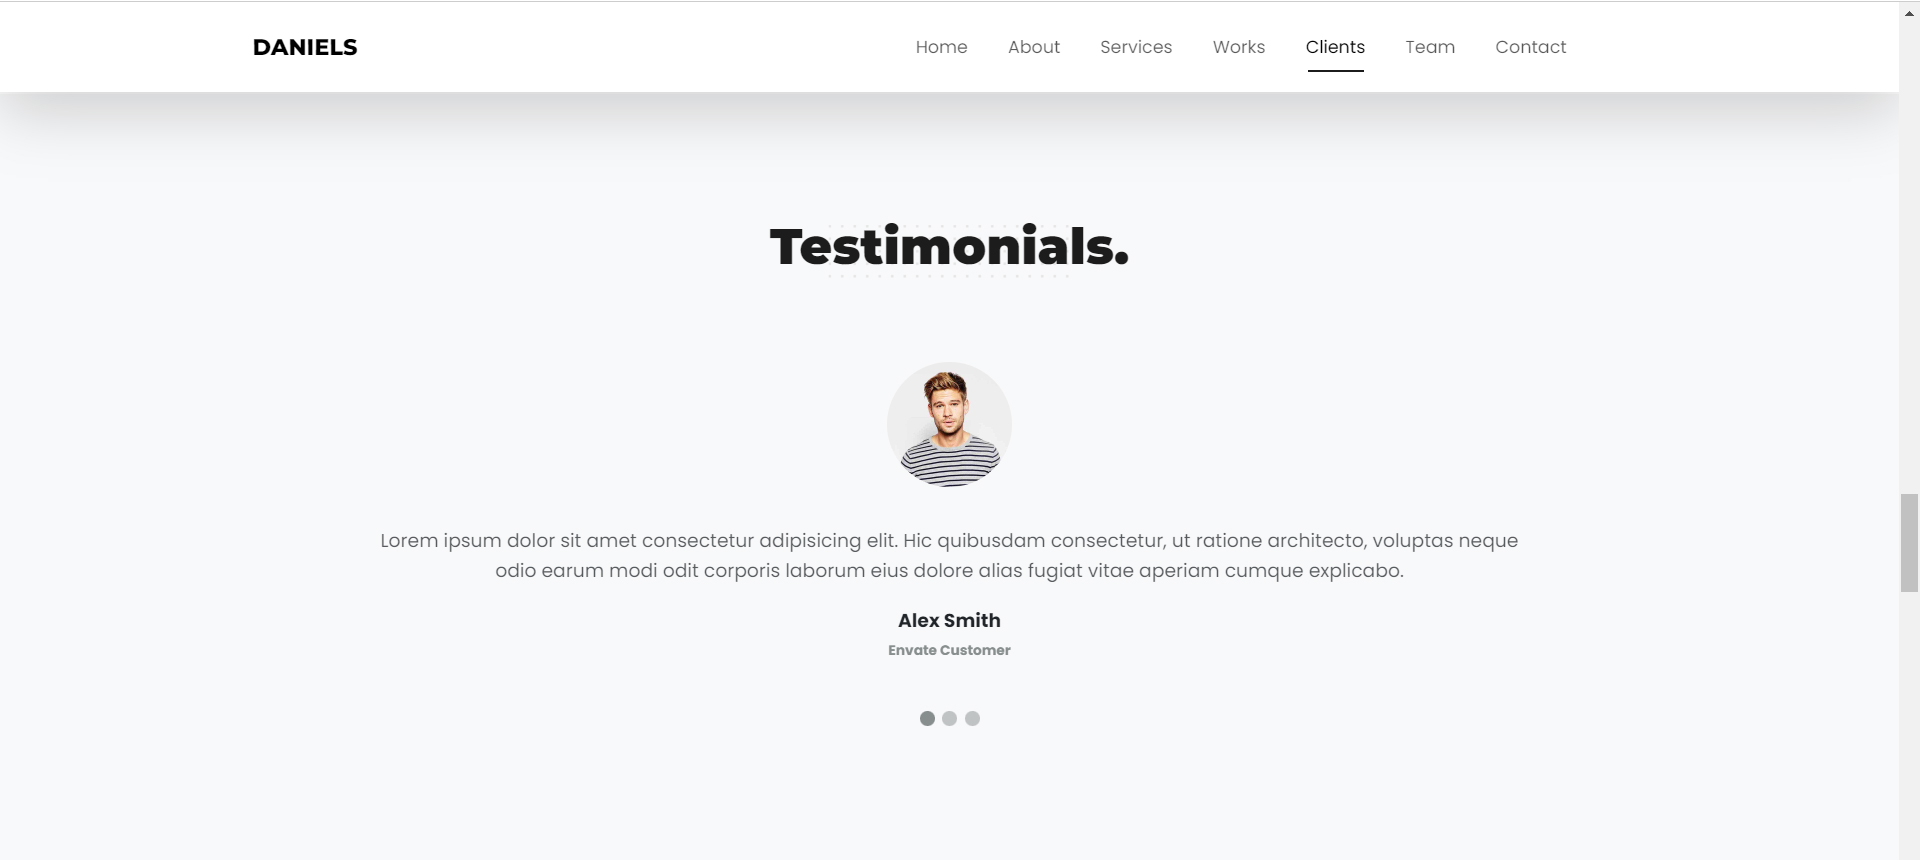 DANIELS
Home About Services Works Clients Team Contact
Testimonials.
Lorem ipsum dolor sit amet consectetur adipisicing elit. Hic quibusdam consectetur, ut ratione architecto, voluptas neque
odio earum modi odit corporis laborum eius dolore alias fugiat vitae aperiam cumque explicabo.
Alex Smith
Envate Customer